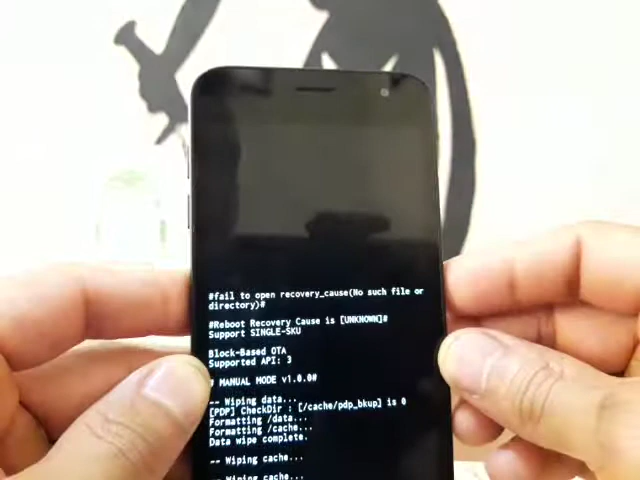 #fail to open recovery_cause(No such file or
directory)#
#Reboot Recovery Cause is [UNKNOWN]#
Support SINGLE-SKU
Block-Based OTA
Supported API: 3
# MANUAL MODE v1.0.0#
-- Wiping data...
[PDP] CheckDir : [/cache/pdp_bkup] is 0
Formatting /data...
Formatting /cache...
Data wipe complete.
-- Wiping cache...
-- Wiping cache...